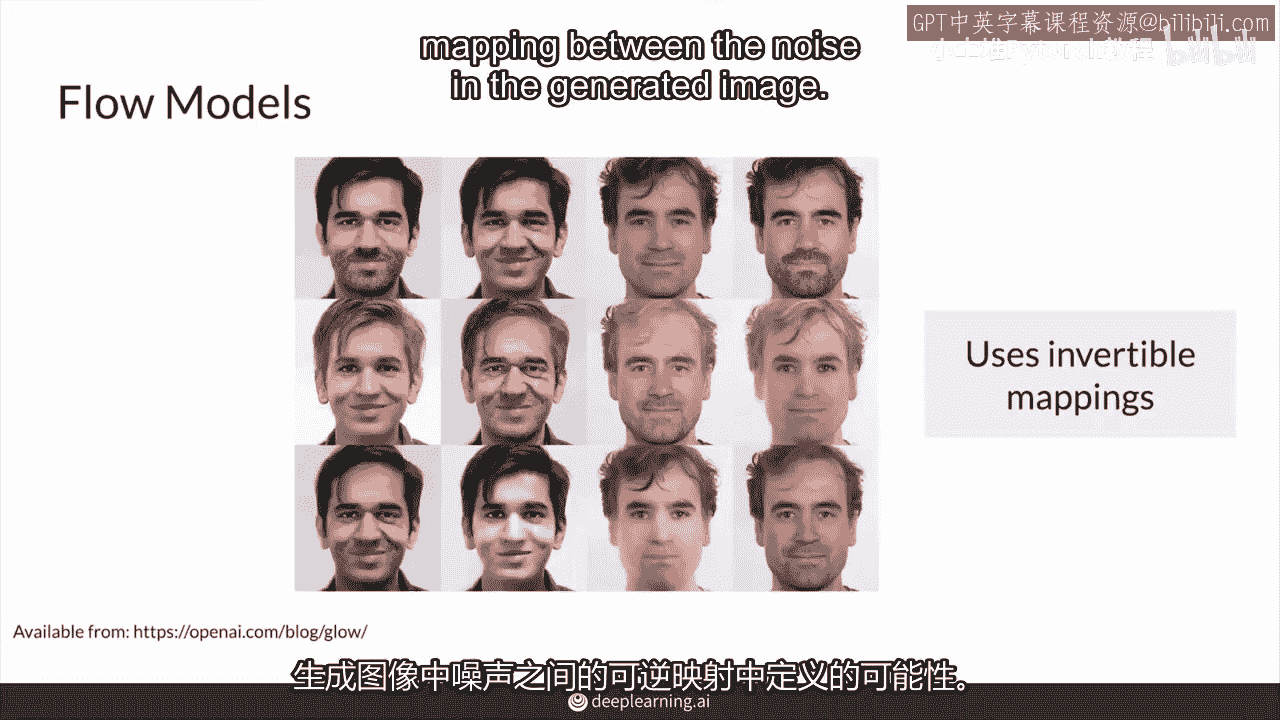 GPT中英字幕课程资源@bilibili.com
mapping between the noise
in the generated image.
bilibili
Flow Models
Uses invertible
mappings
Available from: https://openai.com/blog/glow/
生成图像中噪声之间的可逆映射中定义的可能性。
deeplearning.ai